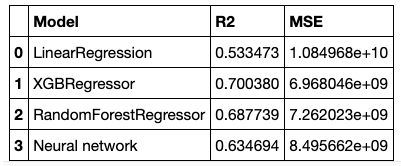 Model R2 MSE
0 LinearRegression 0.533473 1.084968e+10
1 XGBRegressor 0.700380 6.968046e+09
2 RandomForestRegressor 0.687739 7.262023e+09
3 Neural network 0.634694 8.495662e+09